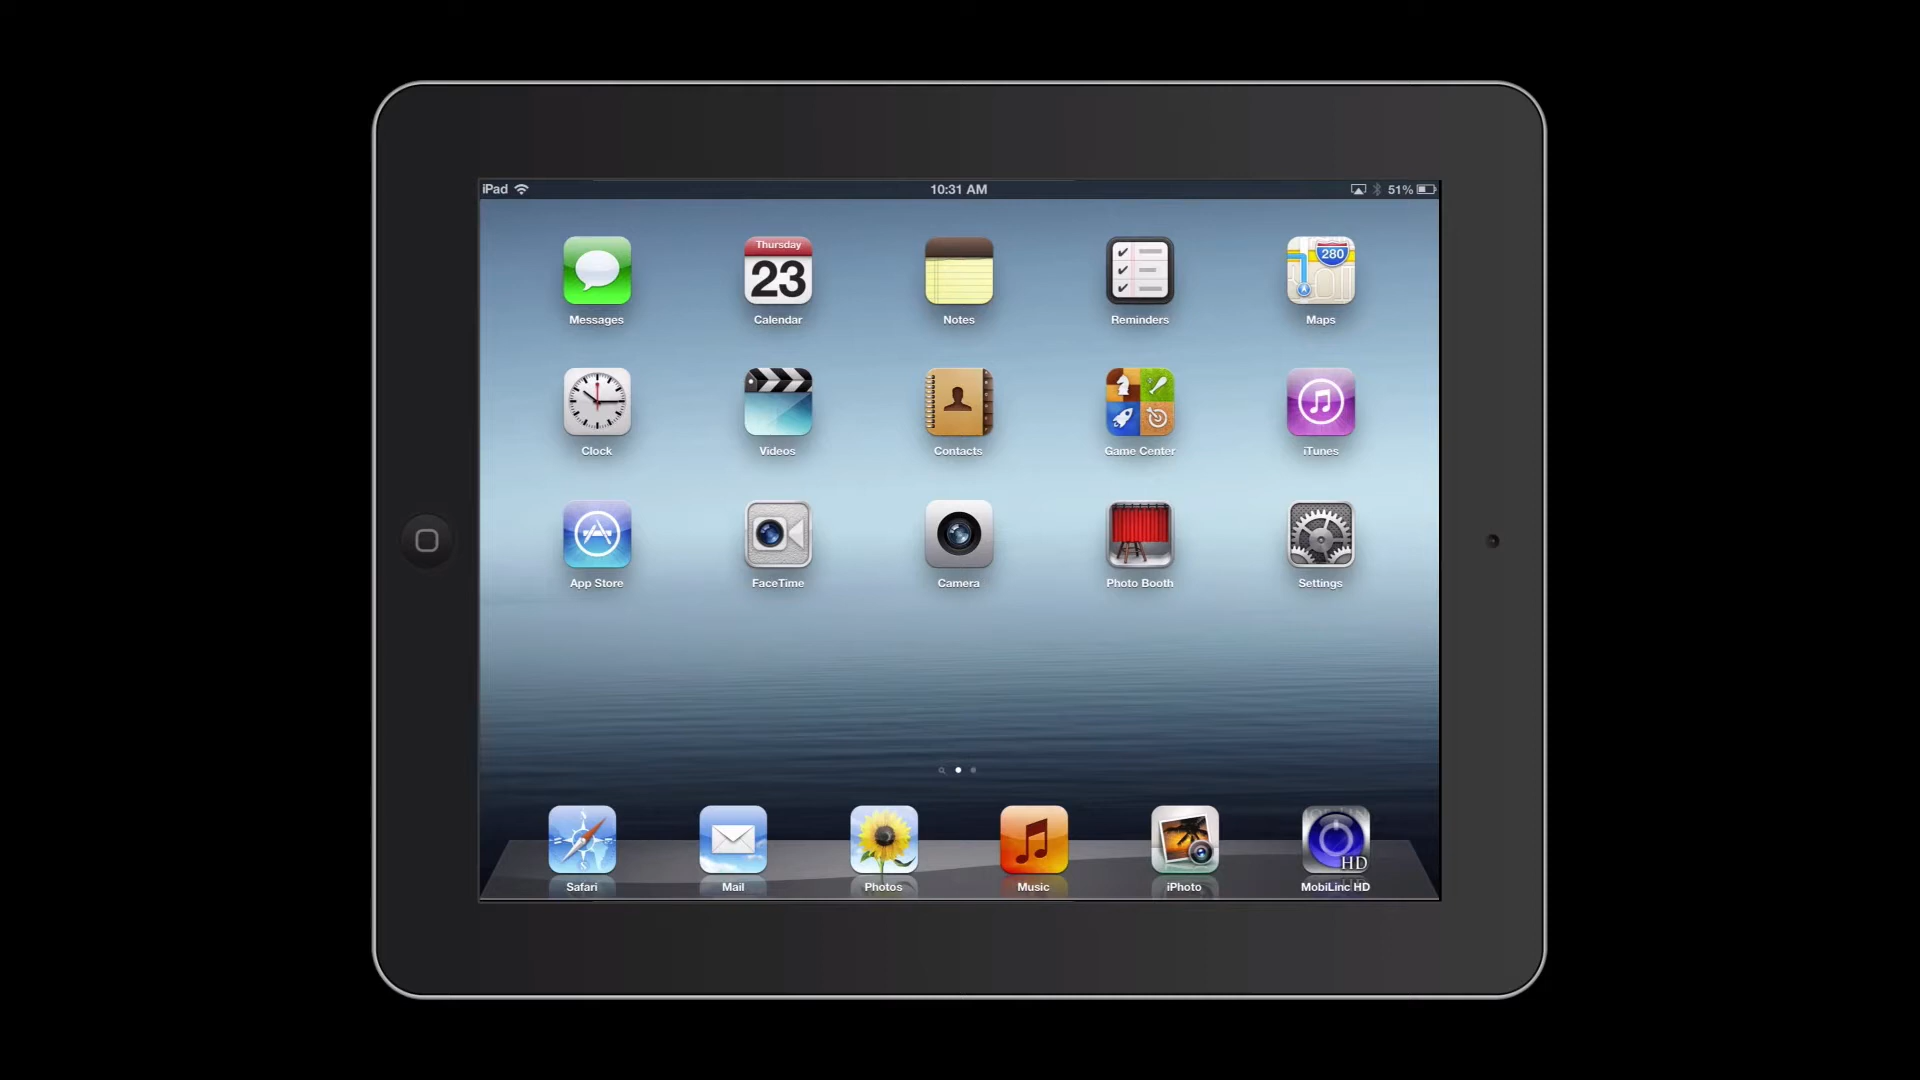 iPad 10:31 AM 51%
Thursday
23
280
Messages Calendar Notes Reminders Maps
Clock Videos Contacts Game Center iTunes
App Store FaceTime Camera Photo Booth Settings
HD
Safari Mail Photos Music iPhoto MobiLinc HD